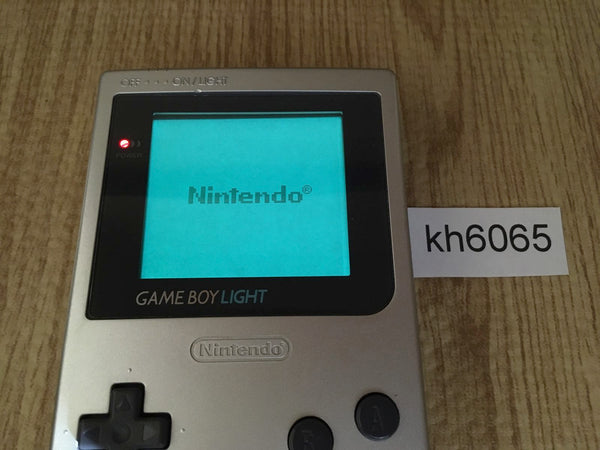 OFF • • • ON/LIGHT
POWER
Nintendo®
GAME BOY LIGHT
Nintendo
B
A
kh6065